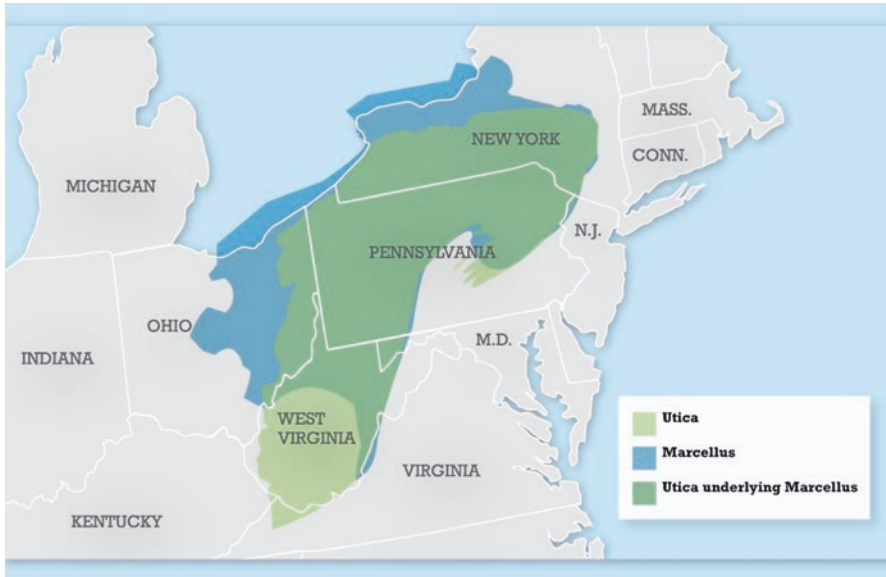 MASS.
NEW YORK
CONN.
MICHIGAN
N.J.
PENNSYLVANIA
OHIO
M.D.
INDIANA
WEST
VIRGINIA
VIRGINIA
KENTUCKY
Utica
Marcellus
Utica underlying Marcellus